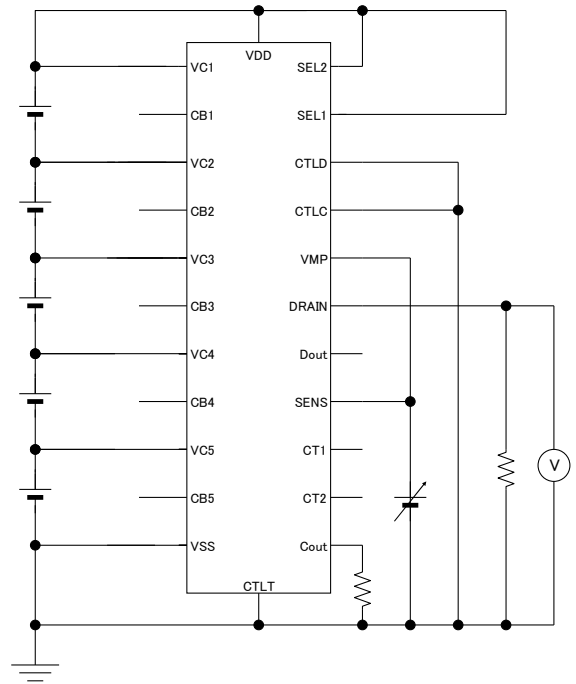 VDD
VC1 SEL2
CB1 SEL1
VC2 CTLD
CB2 CTLC
VC3 VMP
CB3 DRAIN
VC4 Dout
CB4 SENS
VC5 CT1
CB5 CT2
VSS Cout
CTLT
V